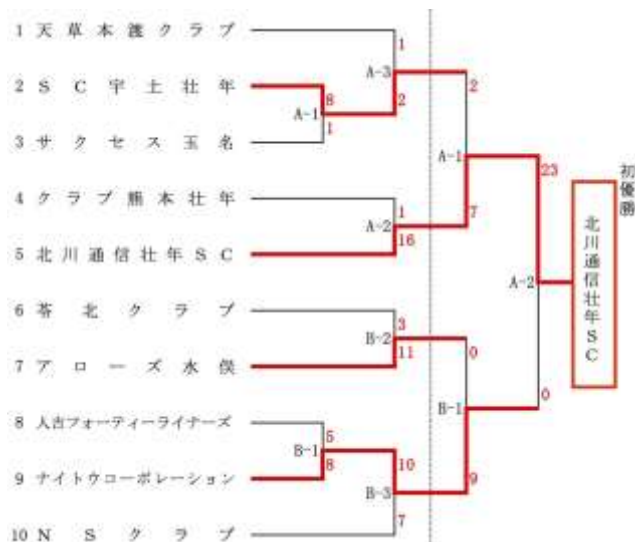 1 天草本渡クラブ
1
A-3
2 SC宇土壮年
8
2
2
A-1
1
3 サクセス玉名
A-1
23
初優勝
4 クラブ熊本壮年
1
7
A-2
16
5 北川通信壮年SC
北川通信壮年SC
A-2
6 苓北クラブ
3
B-2
11
0
7 アローズ水俣
0
B-1
8 人吉フォーティーライナーズ
5
B-1
8
10
9
9 ナイトウコーポレーション
B-3
7
10 NSクラブ